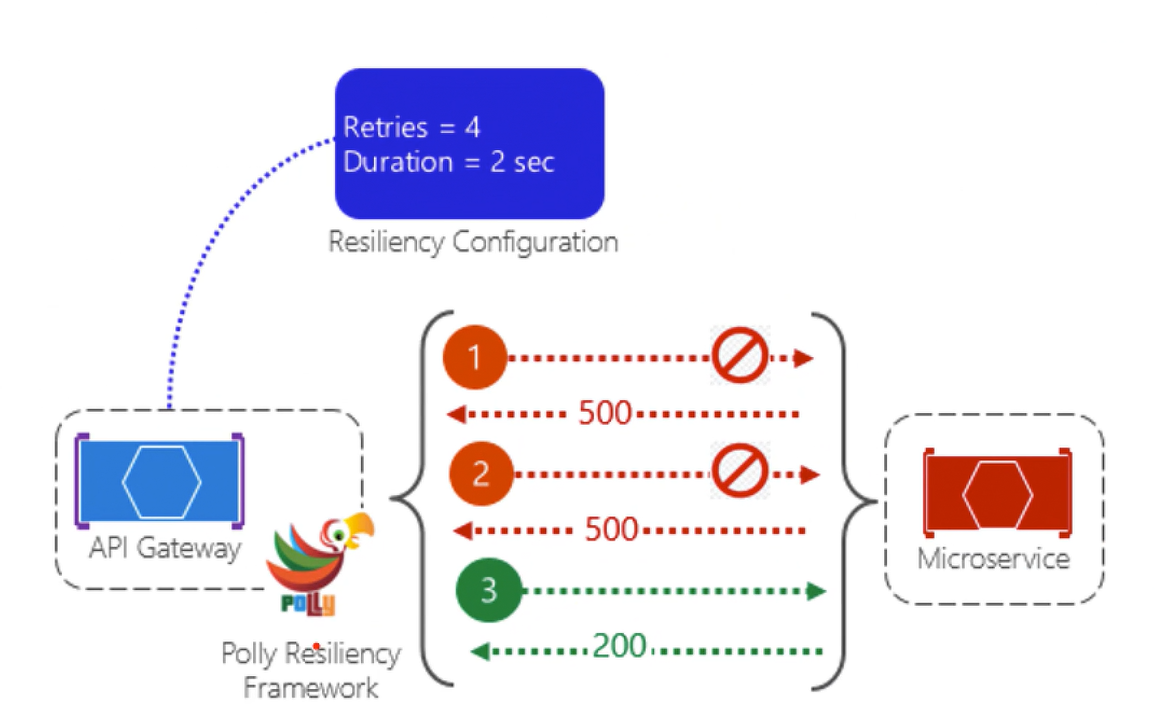 Retries = 4
Duration = 2 sec
Resiliency Configuration
1
500
2
500
3
200
API Gateway
POLLY
Polly Resiliency
Framework
Microservice